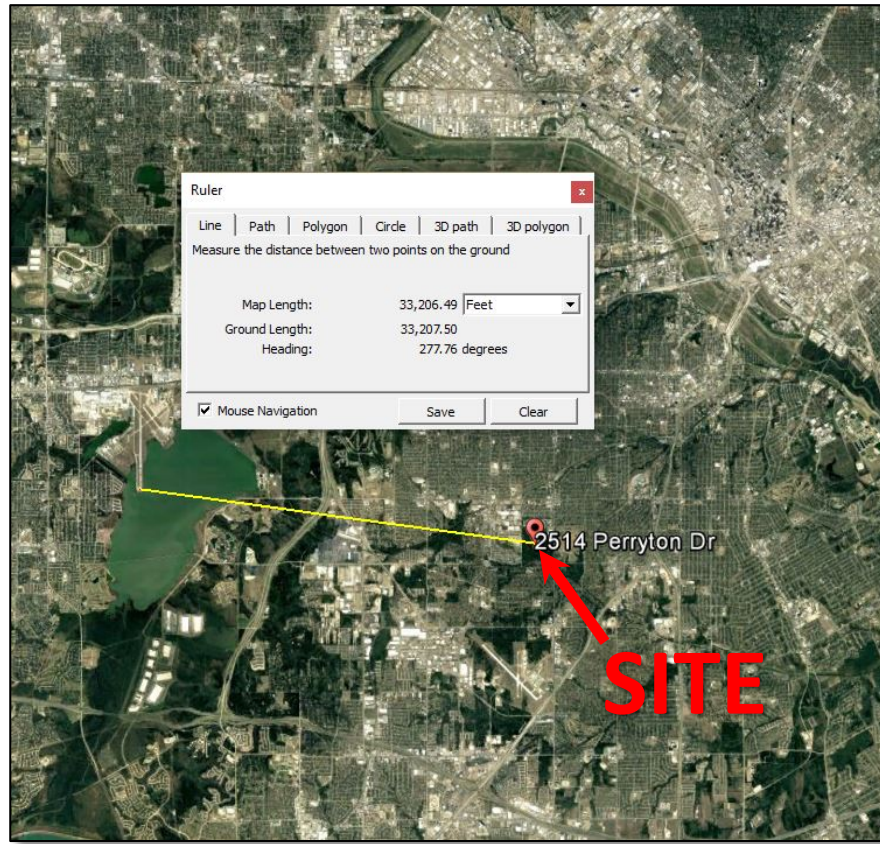 Ruler
x
Line Path Polygon Circle 3D path 3D polygon
Measure the distance between two points on the ground
Map Length: 33,206.49 Feet
Ground Length: 33,207.50
Heading: 277.76 degrees
Mouse Navigation Save Clear
2514 Perryton Dr
SITE